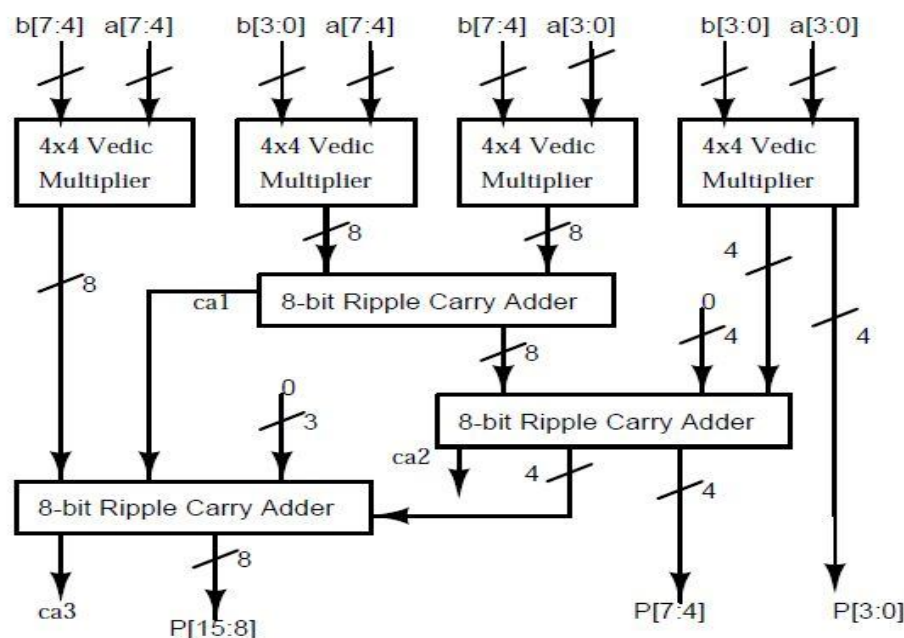 b[7:4] a[7:4] b[3:0] a[7:4] b[7:4] a[3:0] b[3:0] a[3:0]
4x4 Vedic
Multiplier
4x4 Vedic
Multiplier
4x4 Vedic
Multiplier
4x4 Vedic
Multiplier
8
8
8
4
4
ca1
8-bit Ripple Carry Adder
0
4
8
0
3
8-bit Ripple Carry Adder
ca2
4
4
8-bit Ripple Carry Adder
8
ca3
P[15:8]
P[7:4]
P[3:0]